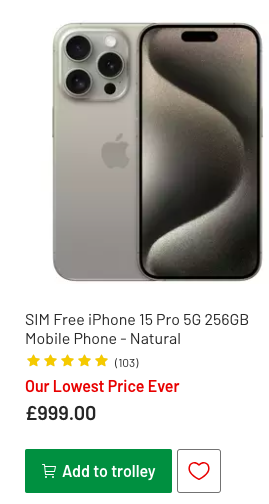 SIM Free iPhone 15 Pro 5G 256GB
Mobile Phone - Natural
(103)
Our Lowest Price Ever
£999.00
Add to trolley